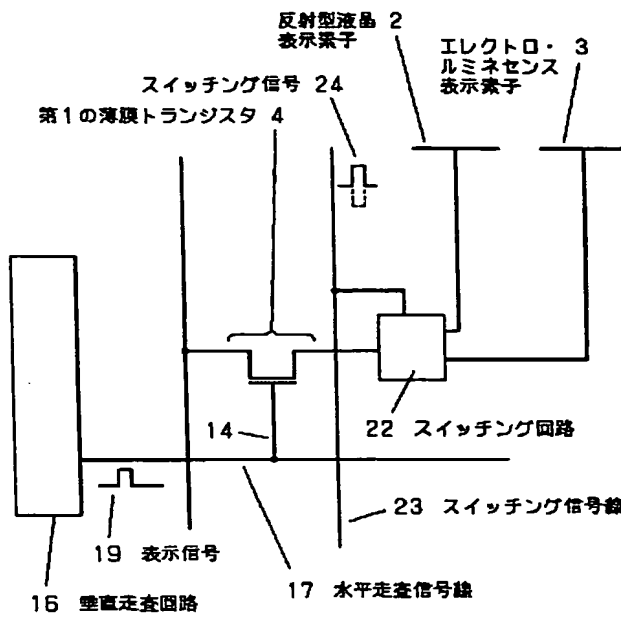 反射型液晶 2
表示素子
エレクトロ・ 3
ルミネセンス
表示素子
スイッチング信号 24
第1の薄膜トランジスタ 4
14
22 スイッチング回路
23 スイッチング信号線
19 表示信号
17 水平走査信号線
16 垂直走査回路